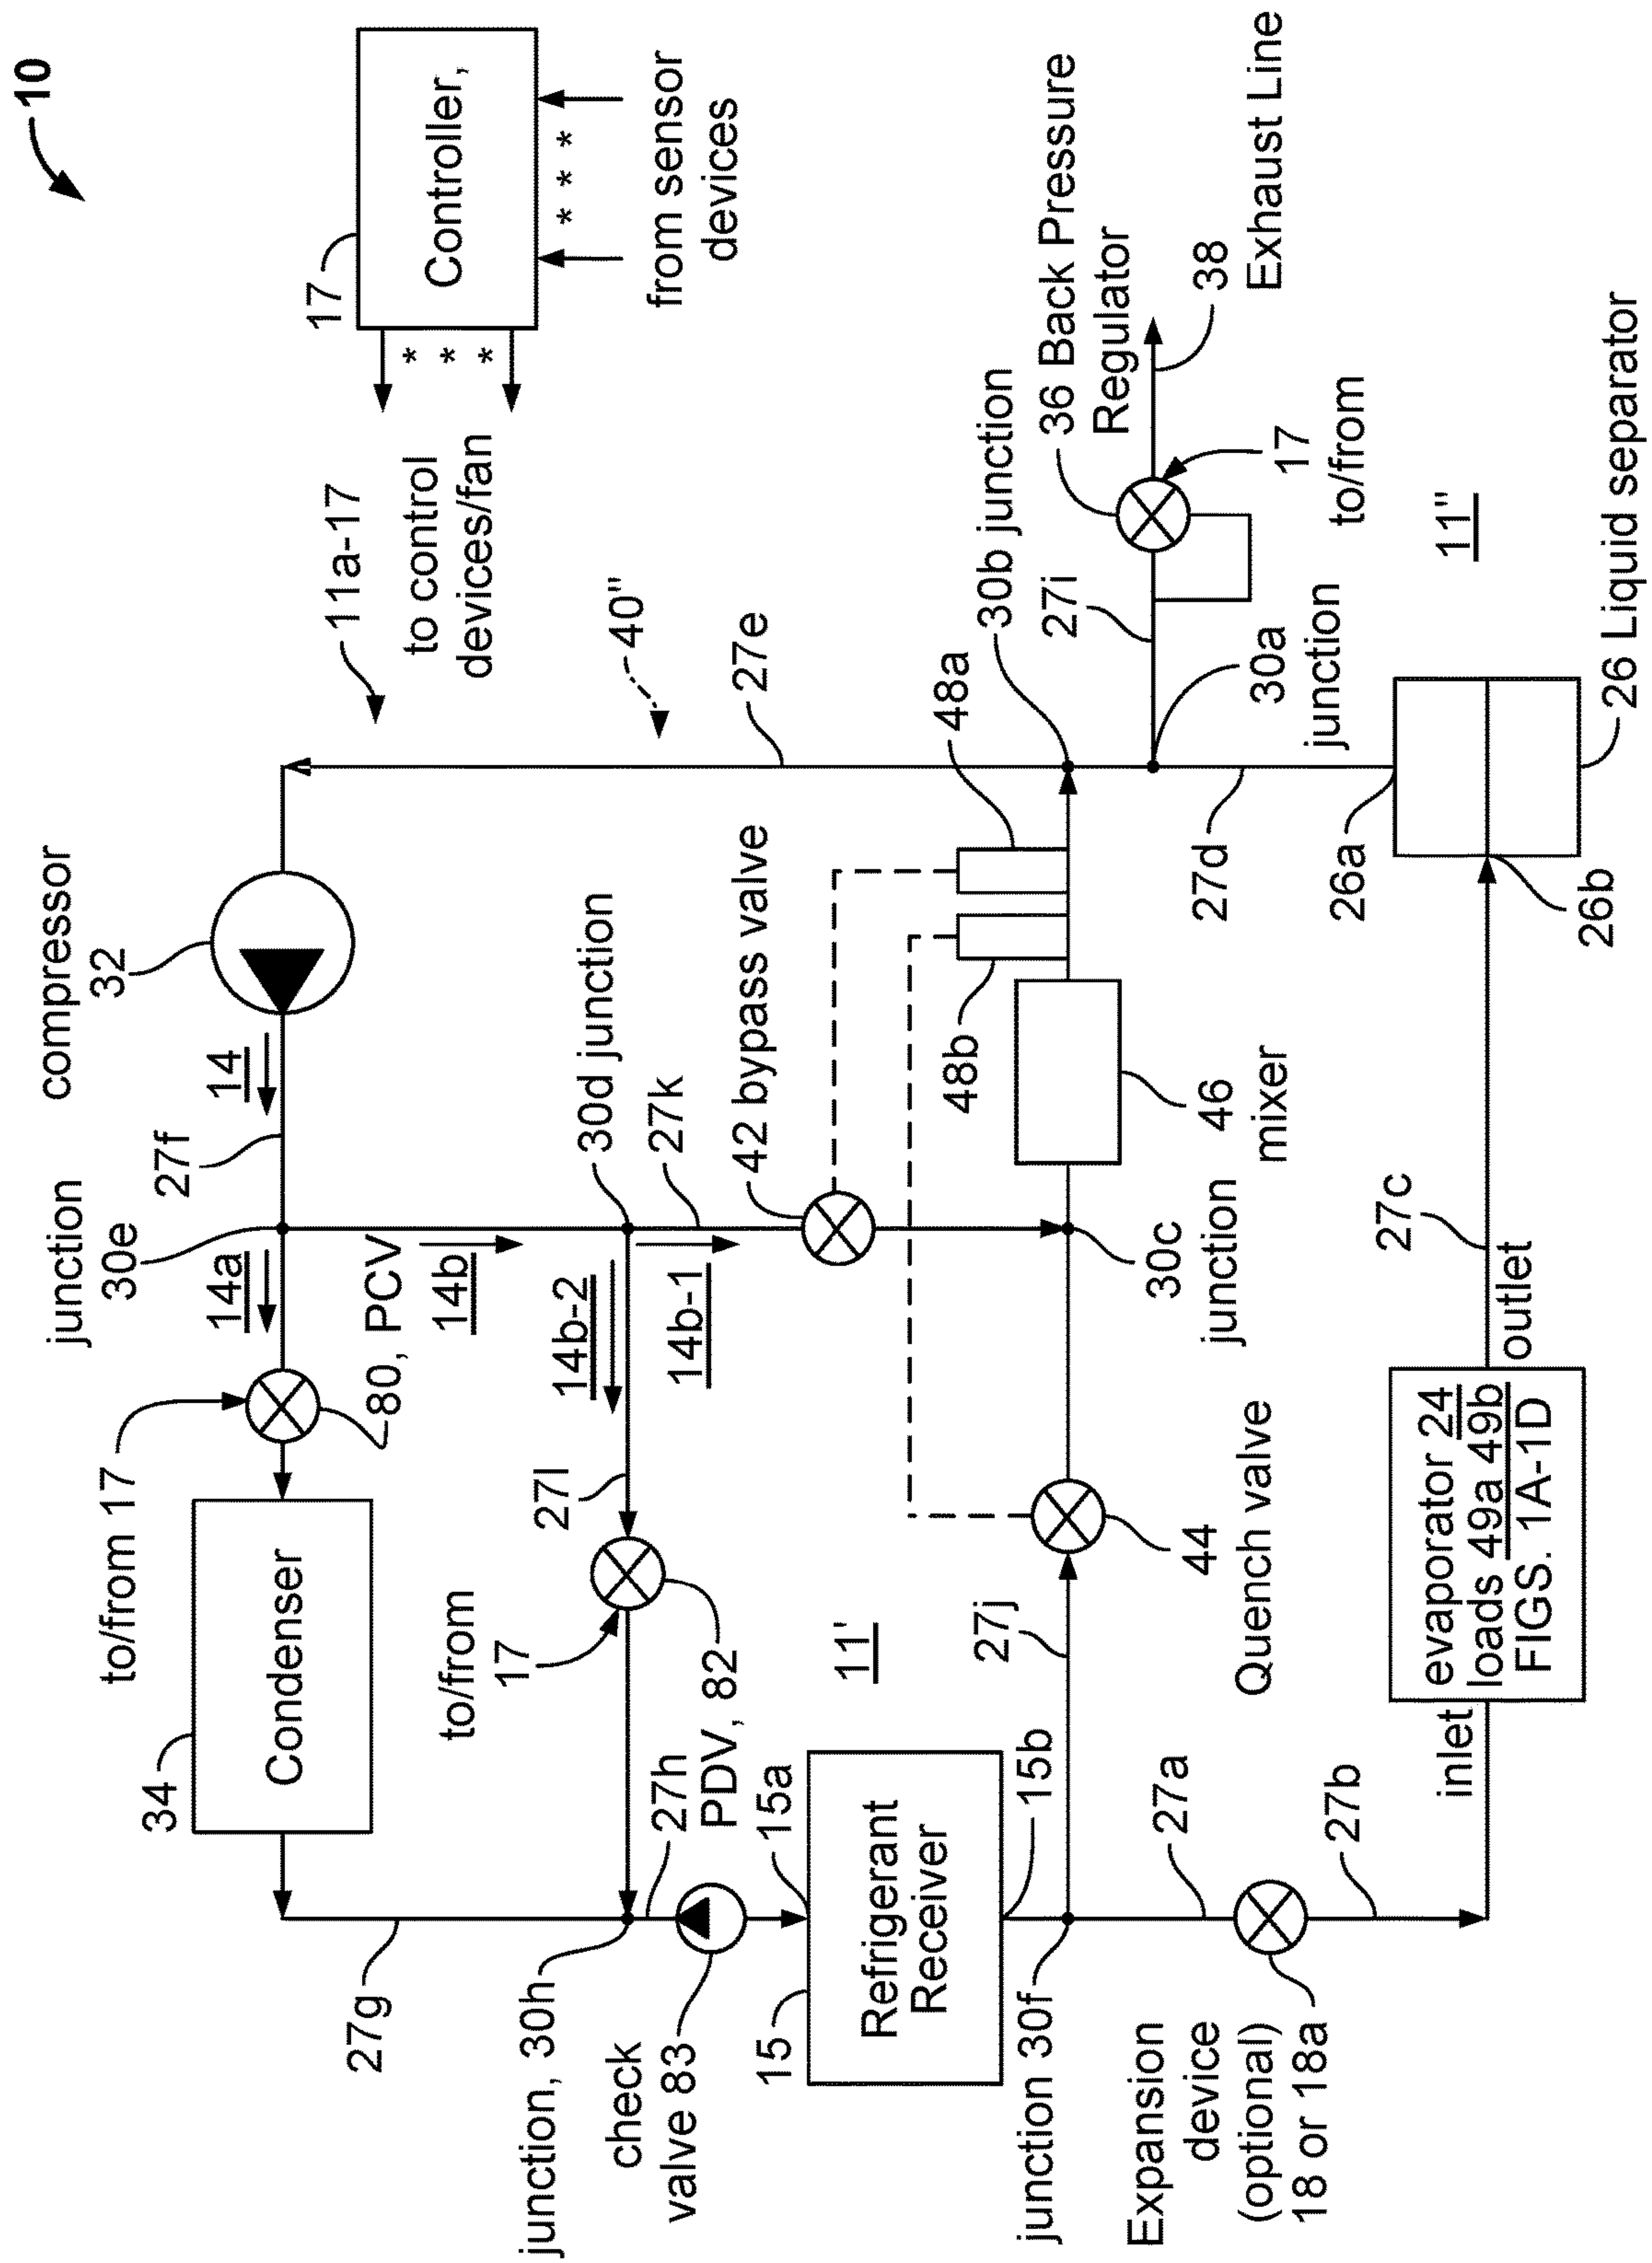 10
junction
30e
compressor
32
to/from 17
34
Condenser
14a
27f
14
80, PCV
14b
17
Controller,
from sensor
devices
11a-17
to control
devices/fan
* * *
* * *
27g
junction, 30h
check
valve 83
27h
PDV, 82
to/from
17
27l
14b-2
14b-1
30d junction
27k
42 bypass valve
40"
27e
15
15a
Refrigerant
Receiver
15b
11'
27j
44
Quench valve
30c
junction
46
mixer
48b
48a
30b junction
36 Back Pressure
Regulator
27i
38
Exhaust Line
17
to/from
30a
junction
27d
26a
26b
11"
26 Liquid separator
junction 30f
Expansion
device
(optional)
18 or 18a
27a
27b
inlet
evaporator 24
loads 49a 49b
FIGS. 1A-1D
outlet
27c